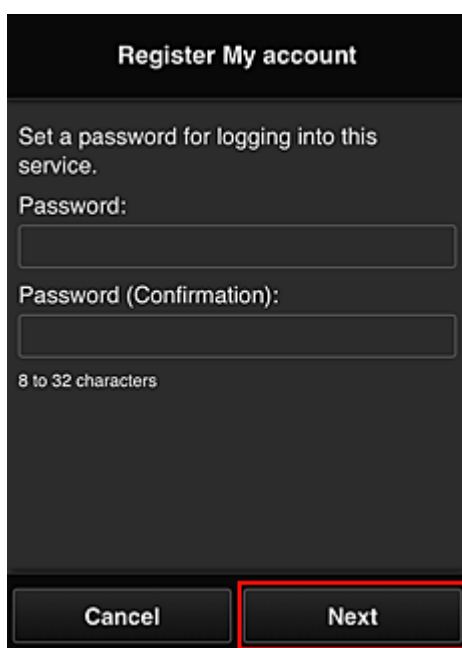 Register My account
Set a password for logging into this
service.
Password:
Password (Confirmation):
8 to 32 characters
Cancel
Next